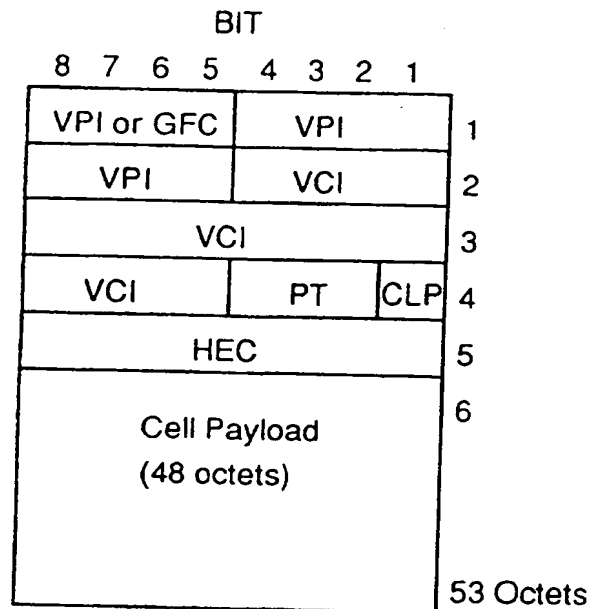 BIT
8 7 6 5 4 3 2 1
VPI or GFC VPI 1
VPI VCI 2
VCI 3
VCI PT CLP 4
HEC 5
6
Cell Payload
(48 octets)
53 Octets